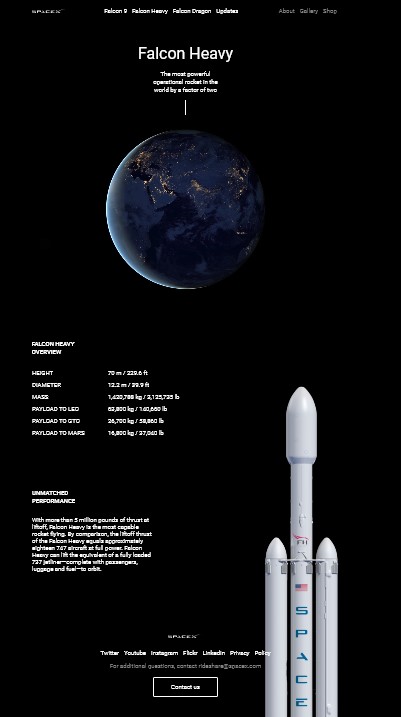 SPACEX
Falcon 9 Falcon Heavy Falcon Dragon Updates
About Gallery Shop
Falcon Heavy
The most powerful
operational rocket in the
world by a factor of two
FALCON HEAVY
OVERVIEW
HEIGHT 70 m / 229.6 ft
DIAMETER 12.2 m / 39.9 ft
MASS 1,420,788 kg / 3,125,735 lb
PAYLOAD TO LEO 63,800 kg / 140,660 lb
PAYLOAD TO GTO 26,700 kg / 58,860 lb
PAYLOAD TO MARS 16,800 kg / 37,040 lb
UNMATCHED
PERFORMANCE
With more than 5 million pounds of thrust at
liftoff, Falcon Heavy is the most capable
rocket flying. By comparison, the liftoff thrust
of the Falcon Heavy equals approximately
eighteen 747 aircraft at full power. Falcon
Heavy can lift the equivalent of a fully loaded
737 jetliner—complete with passengers,
luggage and fuel—to orbit.
SPACE
SPACEX
Twitter Youtube Instagram Flickr LinkedIn Privacy Policy
For additional questions, contact rideshare@spacex.com
Contact us